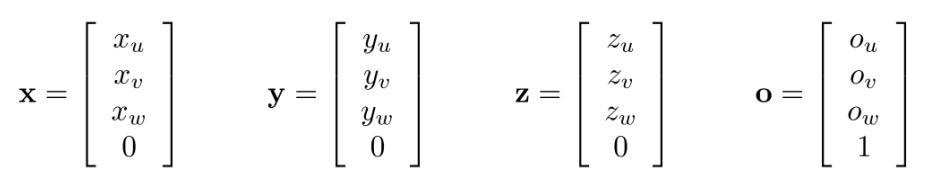 x = [ x_u x_v x_w 0 ] y = [ y_u y_v y_w 0 ] z = [ z_u z_v z_w 0 ] o = [ o_u o_v o_w 1 ]